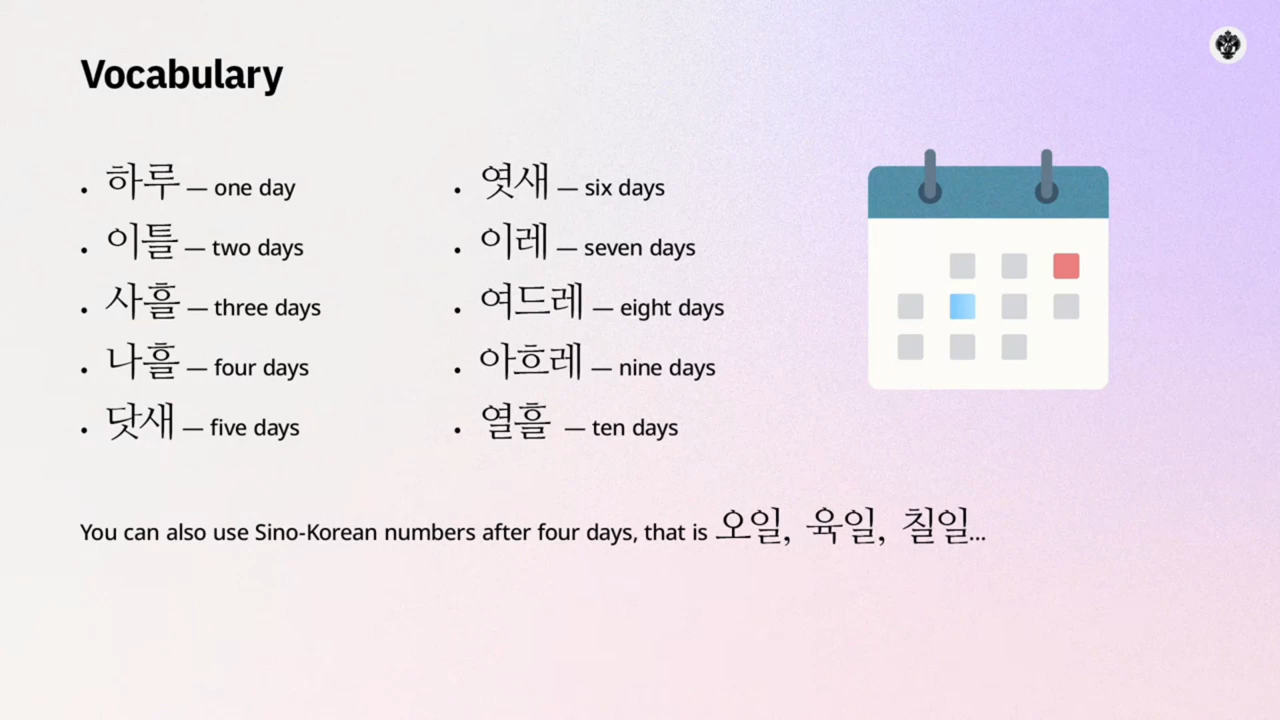 Vocabulary
• 하루 — one day
• 이틀 — two days
• 사흘 — three days
• 나흘 — four days
• 닷새 — five days
• 엿새 — six days
• 이레 — seven days
• 여드레 — eight days
• 아흐레 — nine days
• 열흘 — ten days
You can also use Sino-Korean numbers after four days, that is 오일, 육일, 칠일...